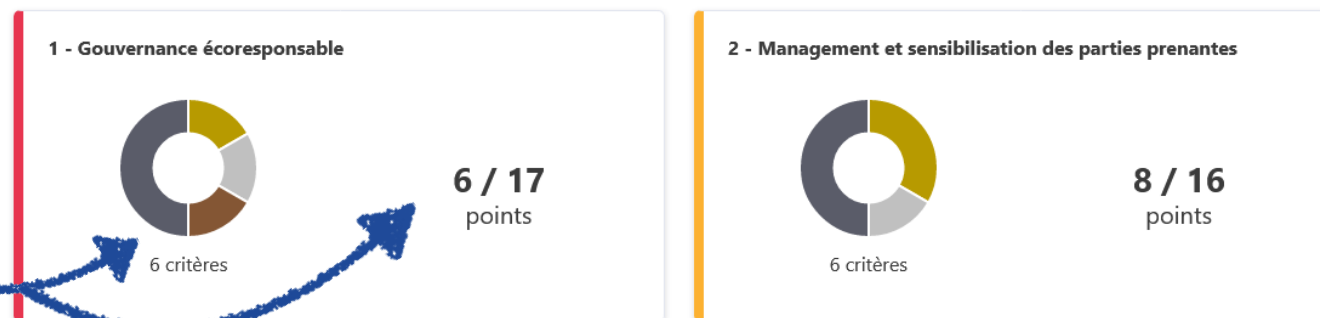 1 - Gouvernance écoresponsable
6 / 17
points
6 critères
2 - Management et sensibilisation des parties prenantes
8 / 16
points
6 critères